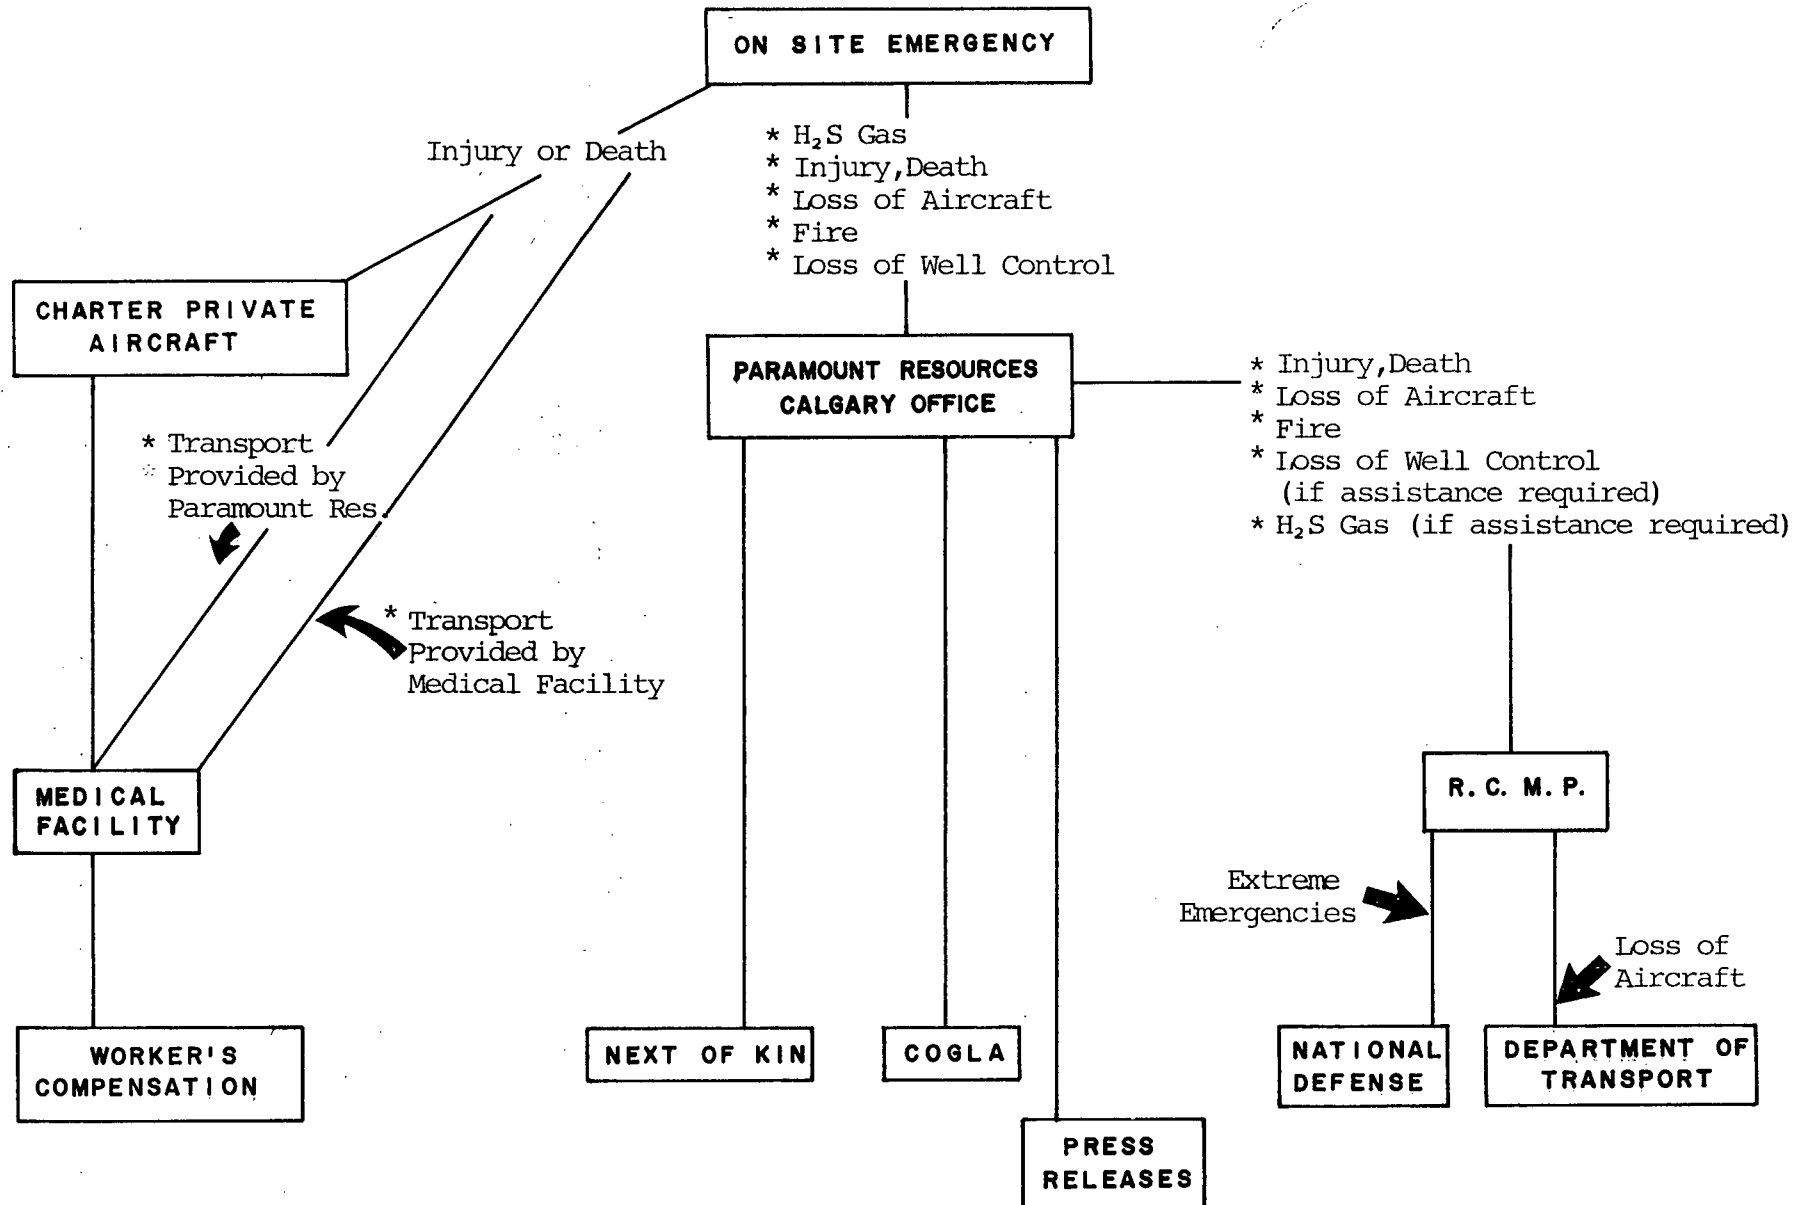 ON SITE EMERGENCY
Injury or Death
* H₂S Gas
* Injury,Death
* Loss of Aircraft
* Fire
* Loss of Well Control
CHARTER PRIVATE
AIRCRAFT
PARAMOUNT RESOURCES
CALGARY OFFICE
* Injury,Death
* Loss of Aircraft
* Fire
* Loss of Well Control
(if assistance required)
* H₂S Gas (if assistance required)
* Transport
* Provided by
Paramount Res.
* Transport
Provided by
Medical Facility
MEDICAL
FACILITY
R. C. M. P.
Extreme
Emergencies
Loss of
Aircraft
WORKER'S
COMPENSATION
NEXT OF KIN
COGLA
NATIONAL
DEFENSE
DEPARTMENT OF
TRANSPORT
PRESS
RELEASES